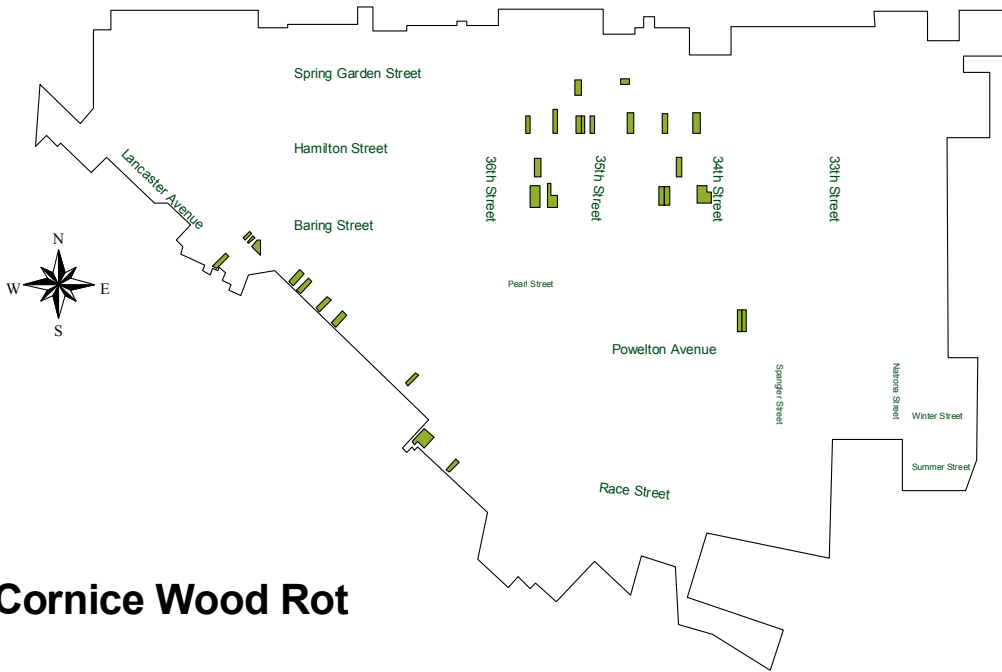 Spring Garden Street
Hamilton Street
Lancaster Avenue
36th Street
35th Street
34th Street
33th Street
Baring Street
N
W E
S
Pearl Street
Powelton Avenue
Spangler Street
Natrona Street
Winter Street
Summer Street
Race Street
Cornice Wood Rot